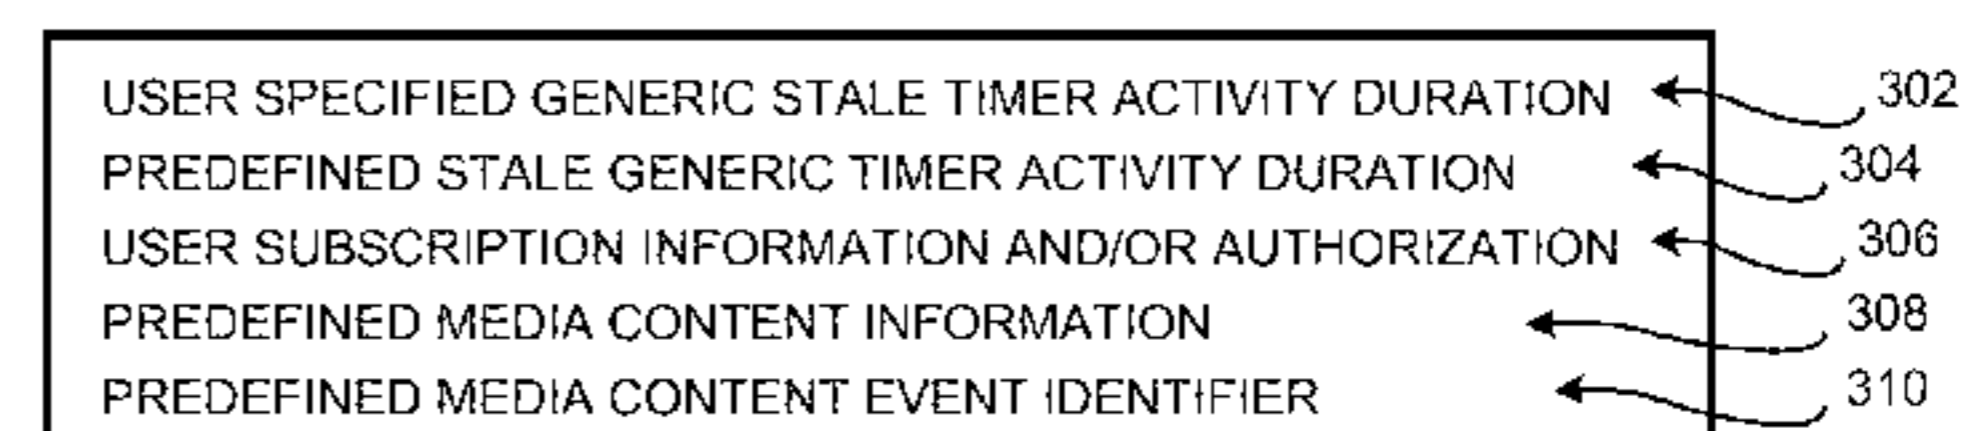 USER SPECIFIED GENERIC STALE TIMER ACTIVITY DURATION 302
PREDEFINED STALE GENERIC TIMER ACTIVITY DURATION 304
USER SUBSCRIPTION INFORMATION AND/OR AUTHORIZATION 306
PREDEFINED MEDIA CONTENT INFORMATION 308
PREDEFINED MEDIA CONTENT EVENT IDENTIFIER 310